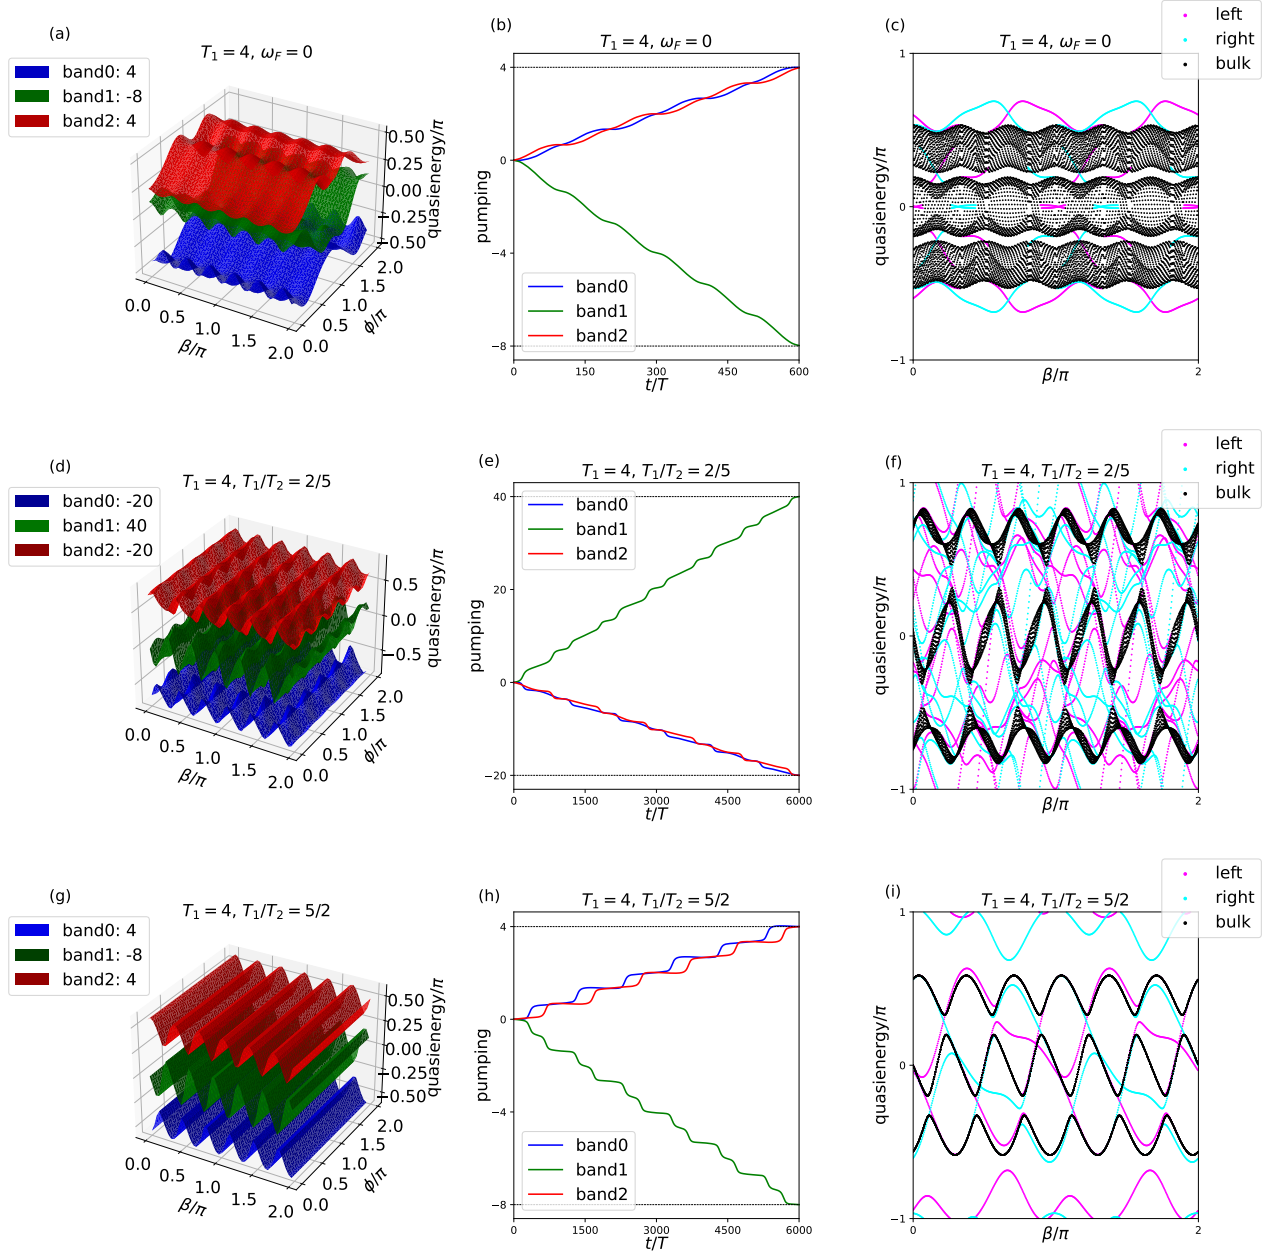 (a)
T₁ = 4, ω_F = 0
band0: 4
band1: -8
band2: 4
0.50
0.25
0.00
−0.25
−0.50
quasienergy/π
0.0
0.5
1.0
1.5
2.0
β/π
0.0
0.5
1.0
1.5
2.0
ϕ/π
(b)
T₁ = 4, ω_F = 0
4
0
−4
−8
pumping
band0
band1
band2
0
150
300
450
600
t/T
(c)
T₁ = 4, ω_F = 0
left
right
bulk
1
0
−1
quasienergy/π
0
2
β/π
(d)
T₁ = 4, T₁/T₂ = 2/5
band0: -20
band1: 40
band2: -20
0.5
0.0
−0.5
quasienergy/π
0.0
0.5
1.0
1.5
2.0
β/π
0.0
0.5
1.0
1.5
2.0
ϕ/π
(e)
T₁ = 4, T₁/T₂ = 2/5
40
20
0
−20
pumping
band0
band1
band2
0
1500
3000
4500
6000
t/T
(f)
T₁ = 4, T₁/T₂ = 2/5
left
right
bulk
1
0
−1
quasienergy/π
0
2
β/π
(g)
T₁ = 4, T₁/T₂ = 5/2
band0: 4
band1: -8
band2: 4
0.50
0.25
0.00
−0.25
−0.50
quasienergy/π
0.0
0.5
1.0
1.5
2.0
β/π
0.0
0.5
1.0
1.5
2.0
ϕ/π
(h)
T₁ = 4, T₁/T₂ = 5/2
4
0
−4
−8
pumping
band0
band1
band2
0
1500
3000
4500
6000
t/T
(i)
T₁ = 4, T₁/T₂ = 5/2
left
right
bulk
1
0
−1
quasienergy/π
0
2
β/π